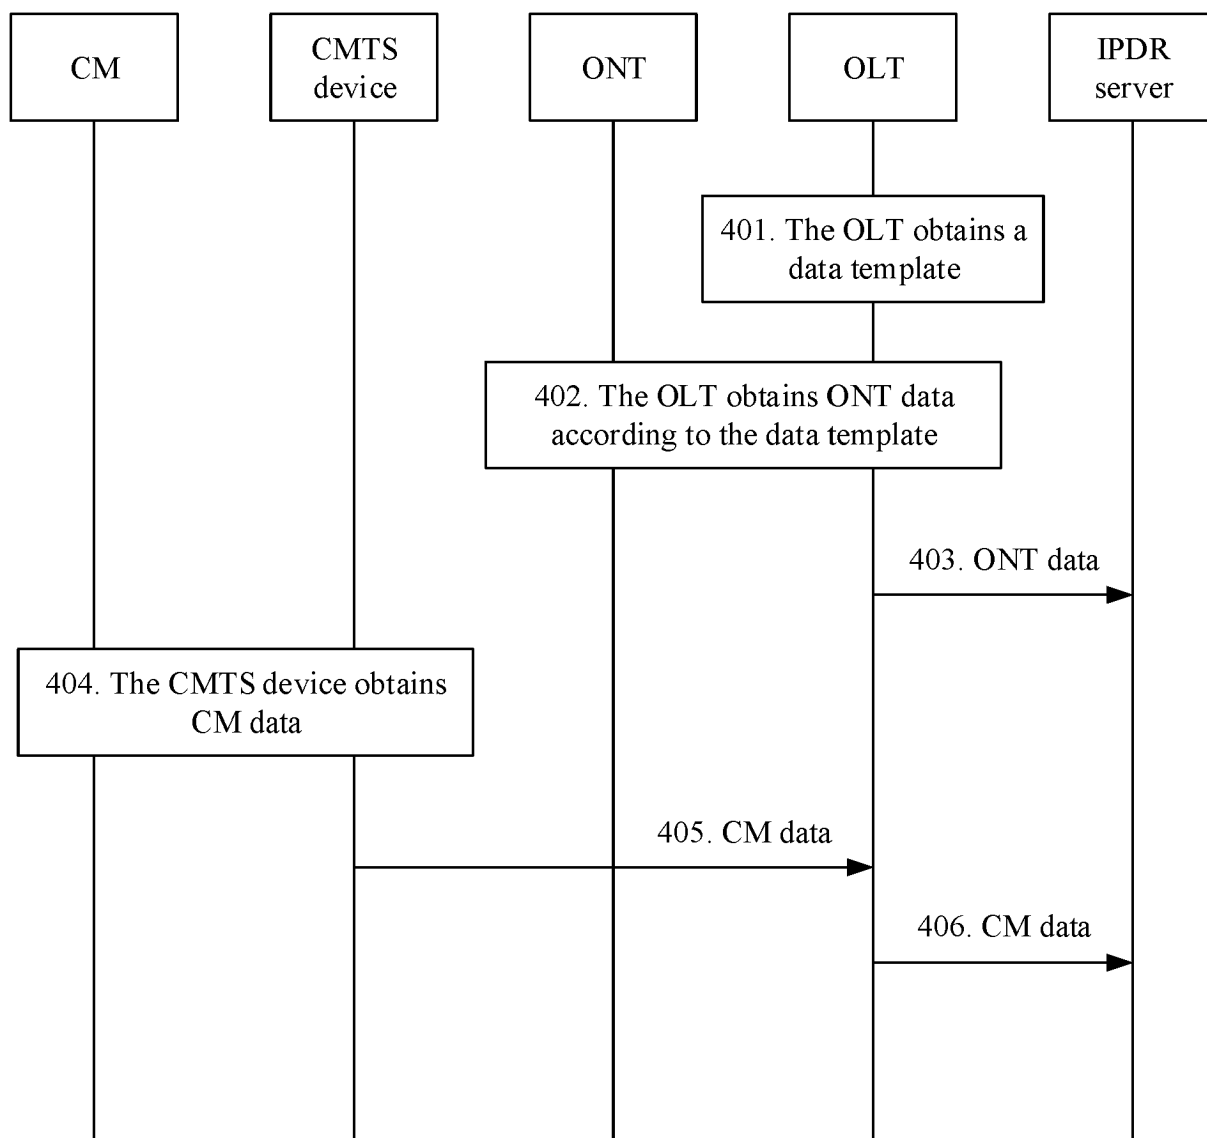 CM
CMTS
device
ONT
OLT
IPDR
server
401. The OLT obtains a
data template
402. The OLT obtains ONT data
according to the data template
403. ONT data
404. The CMTS device obtains
CM data
405. CM data
406. CM data